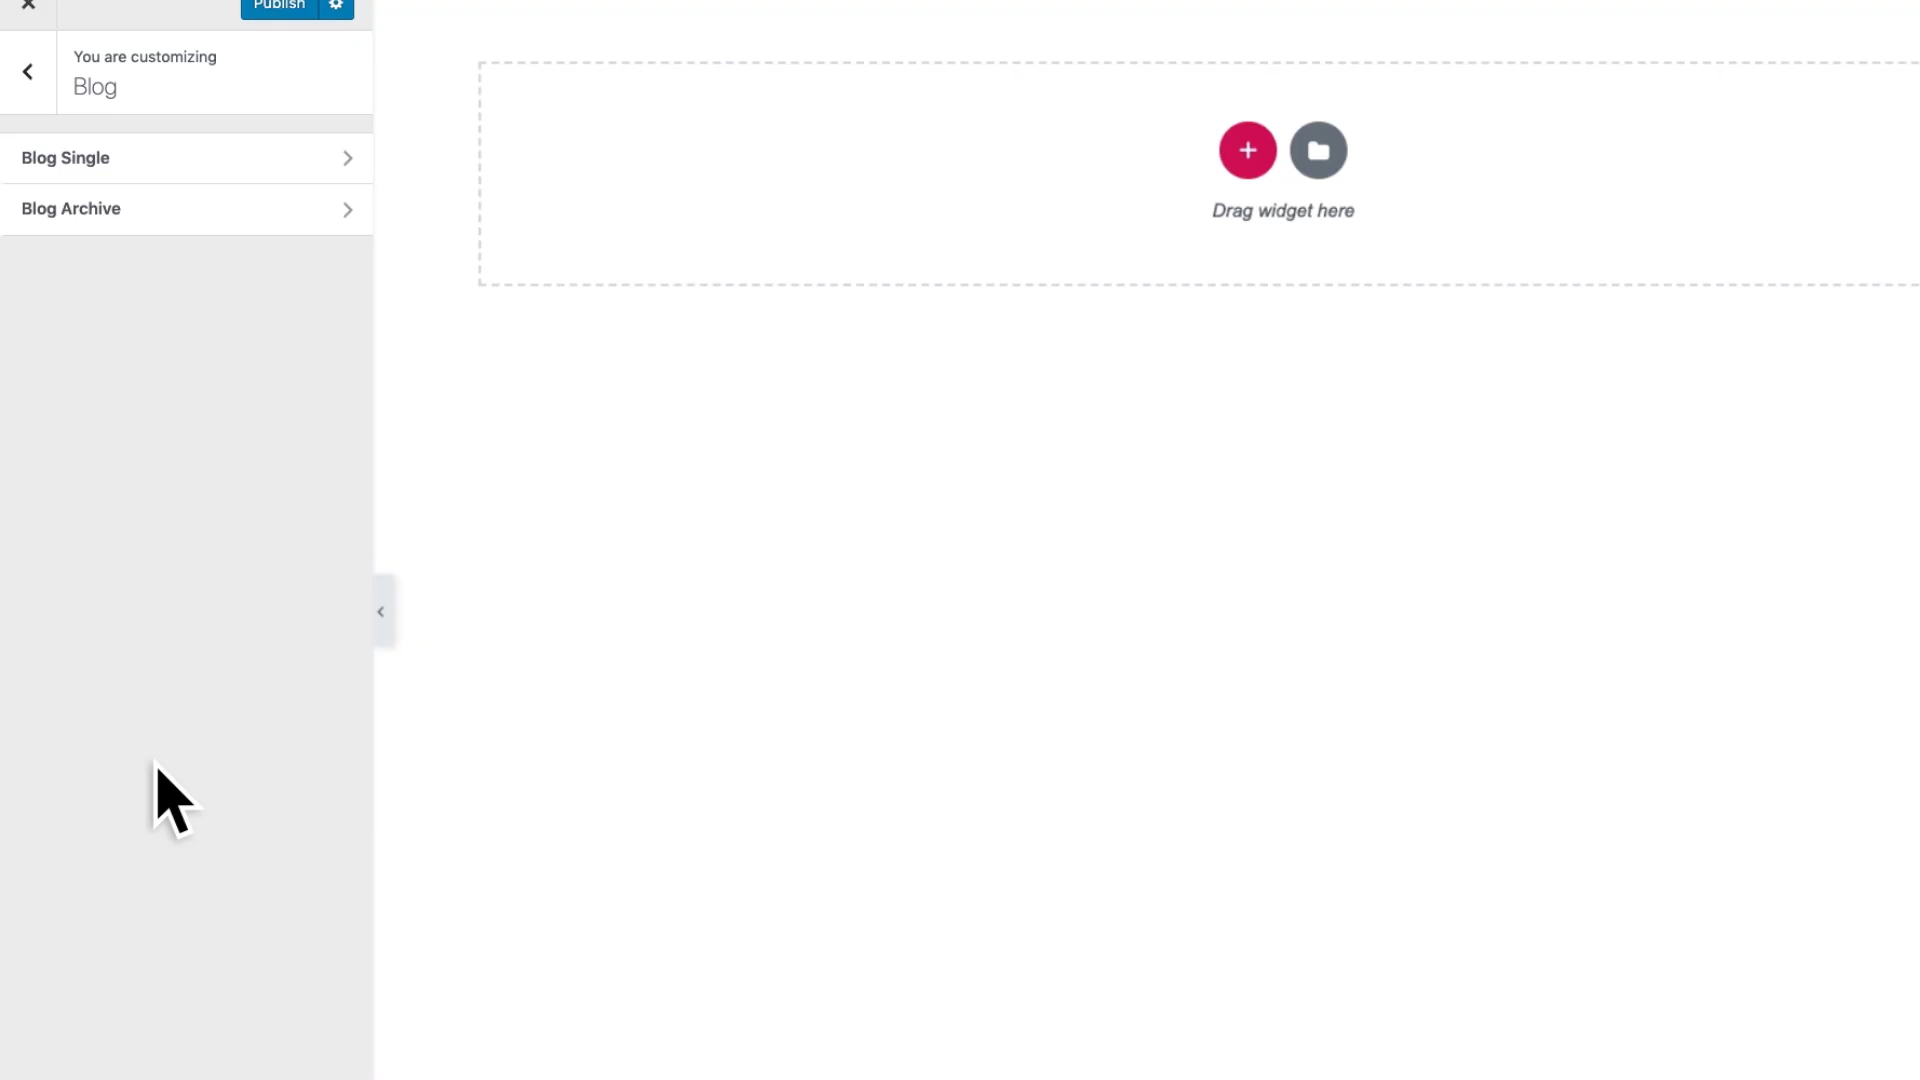 Publish
You are customizing
Blog
Blog Single
Blog Archive
Drag widget here